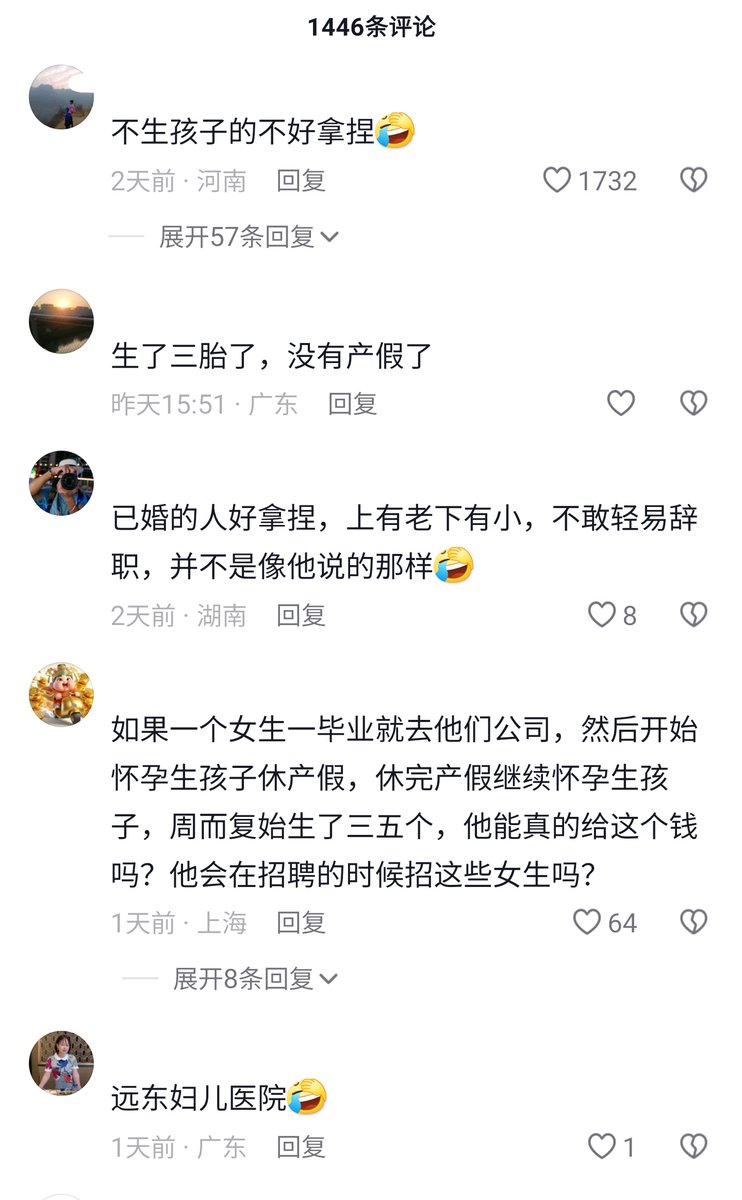 1446条评论
不生孩子的不好拿捏🤣
2天前 · 河南 回复 1732
展开57条回复
生了三胎了，没有产假了
昨天15:51 · 广东 回复
已婚的人好拿捏，上有老下有小，不敢轻易辞
职，并不是像他说的那样🤣
2天前 · 湖南 回复 8
如果一个女生一毕业就去他们公司，然后开始
怀孕生孩子休产假，休完产假继续怀孕生孩
子，周而复始生了三五个，他能真的给这个钱
吗？他会在招聘的时候招这些女生吗？
1天前 · 上海 回复 64
展开8条回复
远东妇儿医院🤣
1天前 · 广东 回复 1